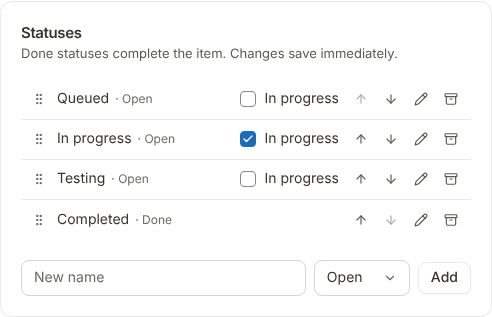 Statuses
Done statuses complete the item. Changes save immediately.
Queued · Open In progress
In progress · Open In progress
Testing · Open In progress
Completed · Done
New name Open Add